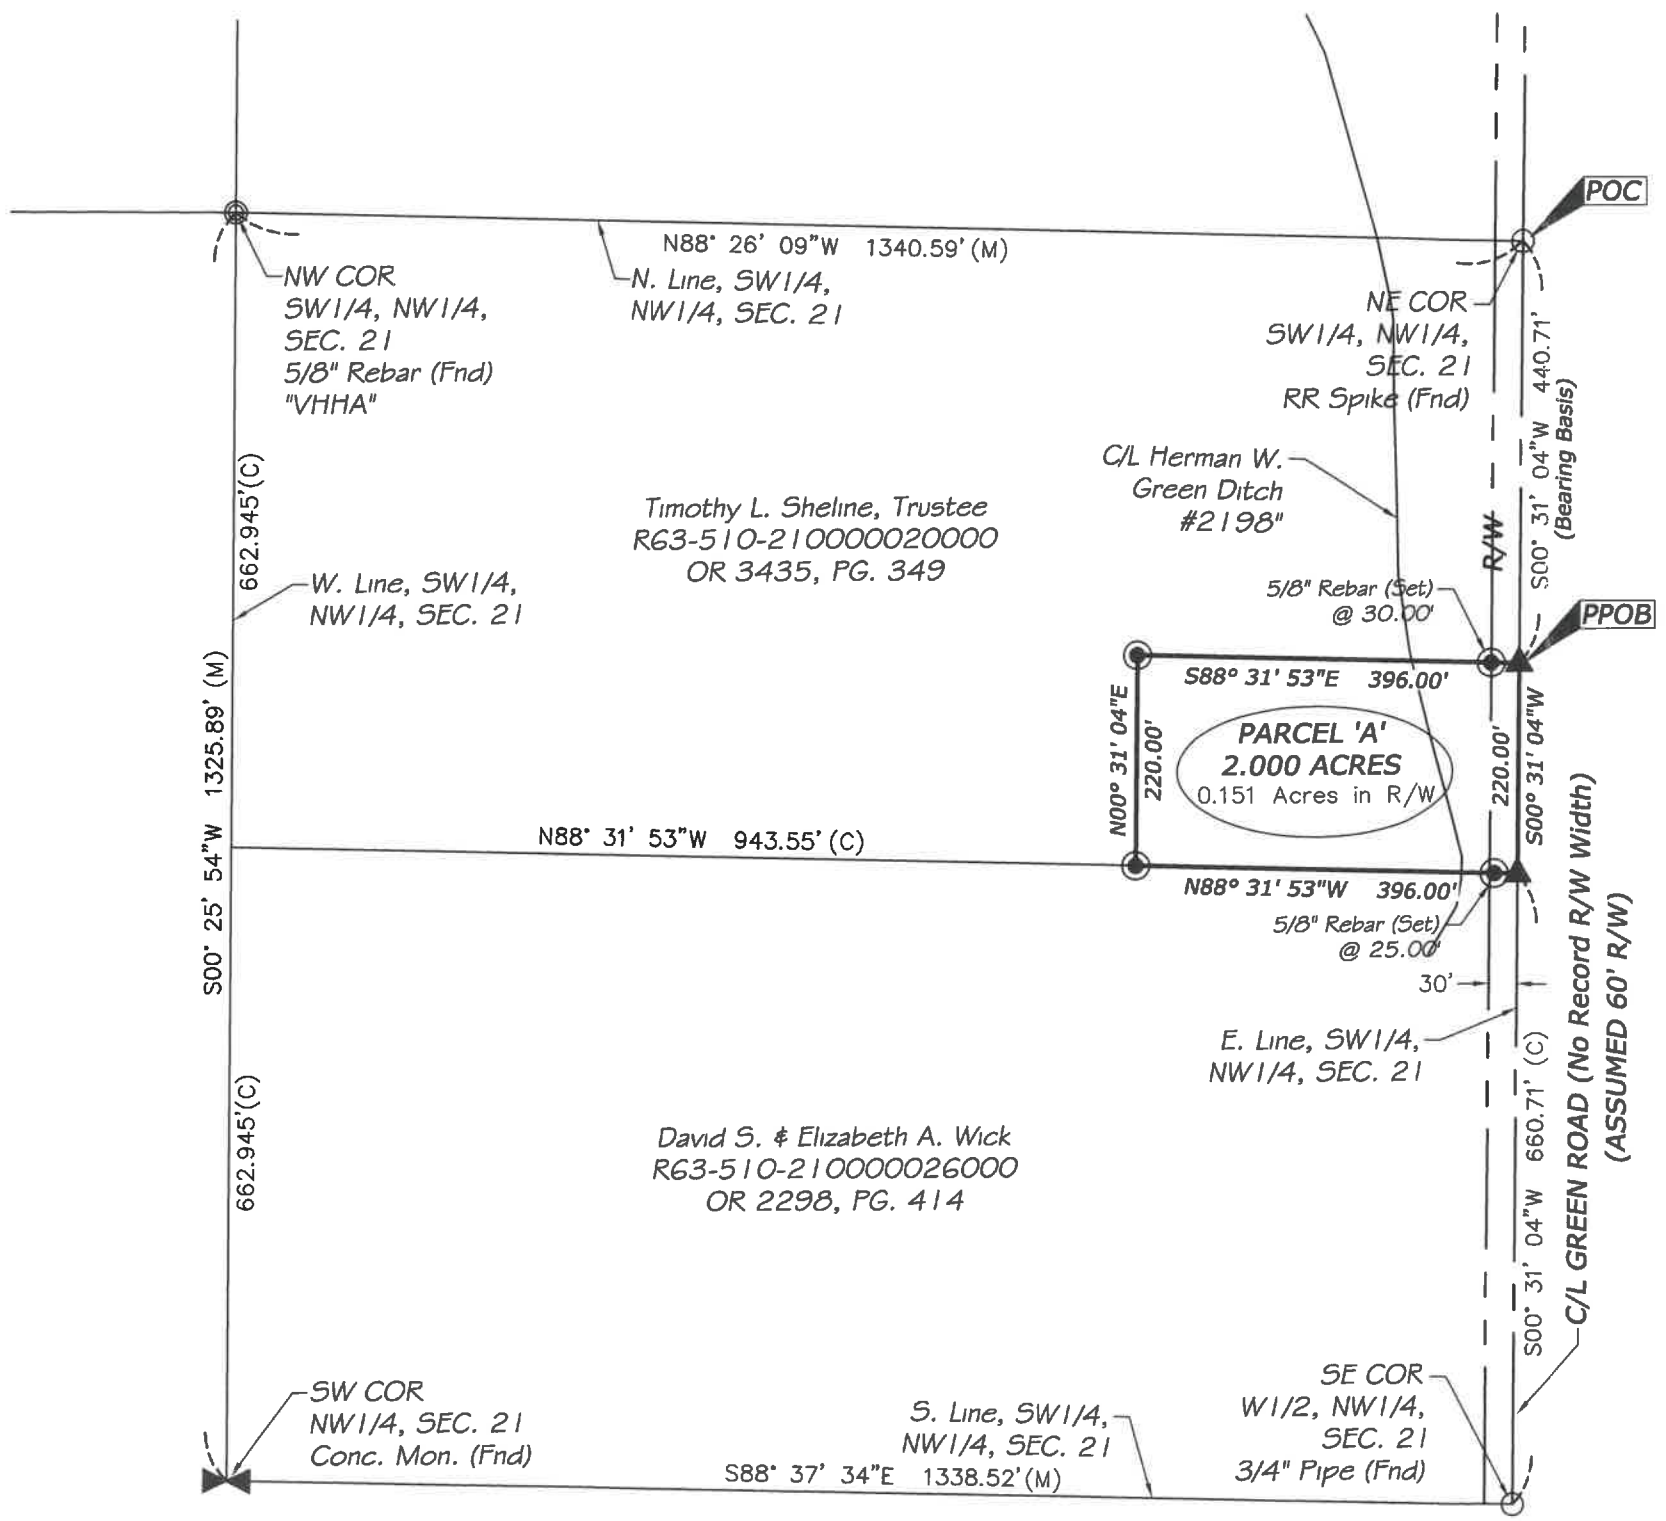 POC
N88° 26' 09"W 1340.59' (M)
NW COR
SW1/4, NW1/4,
SEC. 21
5/8" Rebar (Fnd)
"VHHA"
N. Line, SW1/4,
NW1/4, SEC. 21
NE COR
SW1/4, NW1/4,
SEC. 21
RR Spike (Fnd)
S00° 31' 04"W 440.71'
(Bearing Basis)
662.945'(C)
C/L Herman W.
Green Ditch
#2198"
Timothy L. Sheline, Trustee
R63-510-210000020000
OR 3435, PG. 349
R/W
W. Line, SW1/4,
NW1/4, SEC. 21
5/8" Rebar (Set)
@ 30.00'
PPOB
S88° 31' 53"E 396.00'
N00° 31' 04"E
220.00'
PARCEL 'A'
2.000 ACRES
0.151 Acres in R/W
220.00'
S00° 31' 04"W
S00° 25' 54"W 1325.89' (M)
N88° 31' 53"W 943.55' (C)
N88° 31' 53"W 396.00'
5/8" Rebar (Set)
@ 25.00'
30'
E. Line, SW1/4,
NW1/4, SEC. 21
C/L GREEN ROAD (No Record R/W Width)
(ASSUMED 60' R/W)
S00° 31' 04"W 660.71' (C)
662.945'(C)
David S. & Elizabeth A. Wick
R63-510-210000026000
OR 2298, PG. 414
SW COR
NW1/4, SEC. 21
Conc. Mon. (Fnd)
S. Line, SW1/4,
NW1/4, SEC. 21
SE COR
W1/2, NW1/4,
SEC. 21
3/4" Pipe (Fnd)
S88° 37' 34"E 1338.52'(M)